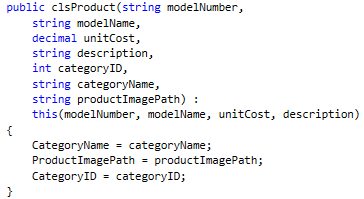 public clsProduct(string modelNumber,
string modelName,
decimal unitCost,
string description,
int categoryID,
string categoryName,
string productImagePath) :
this(modelNumber, modelName, unitCost, description)
{
CategoryName = categoryName;
ProductImagePath = productImagePath;
CategoryID = categoryID;
}